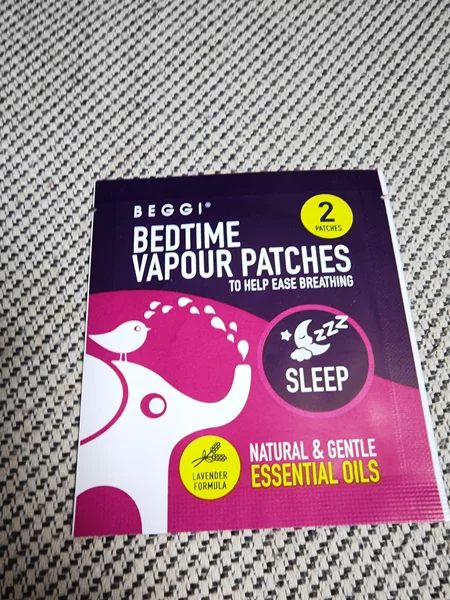 BEGGI®
2
PATCHES
BEDTIME
VAPOUR PATCHES
TO HELP EASE BREATHING
zzz
SLEEP
LAVENDER
FORMULA
NATURAL & GENTLE
ESSENTIAL OILS